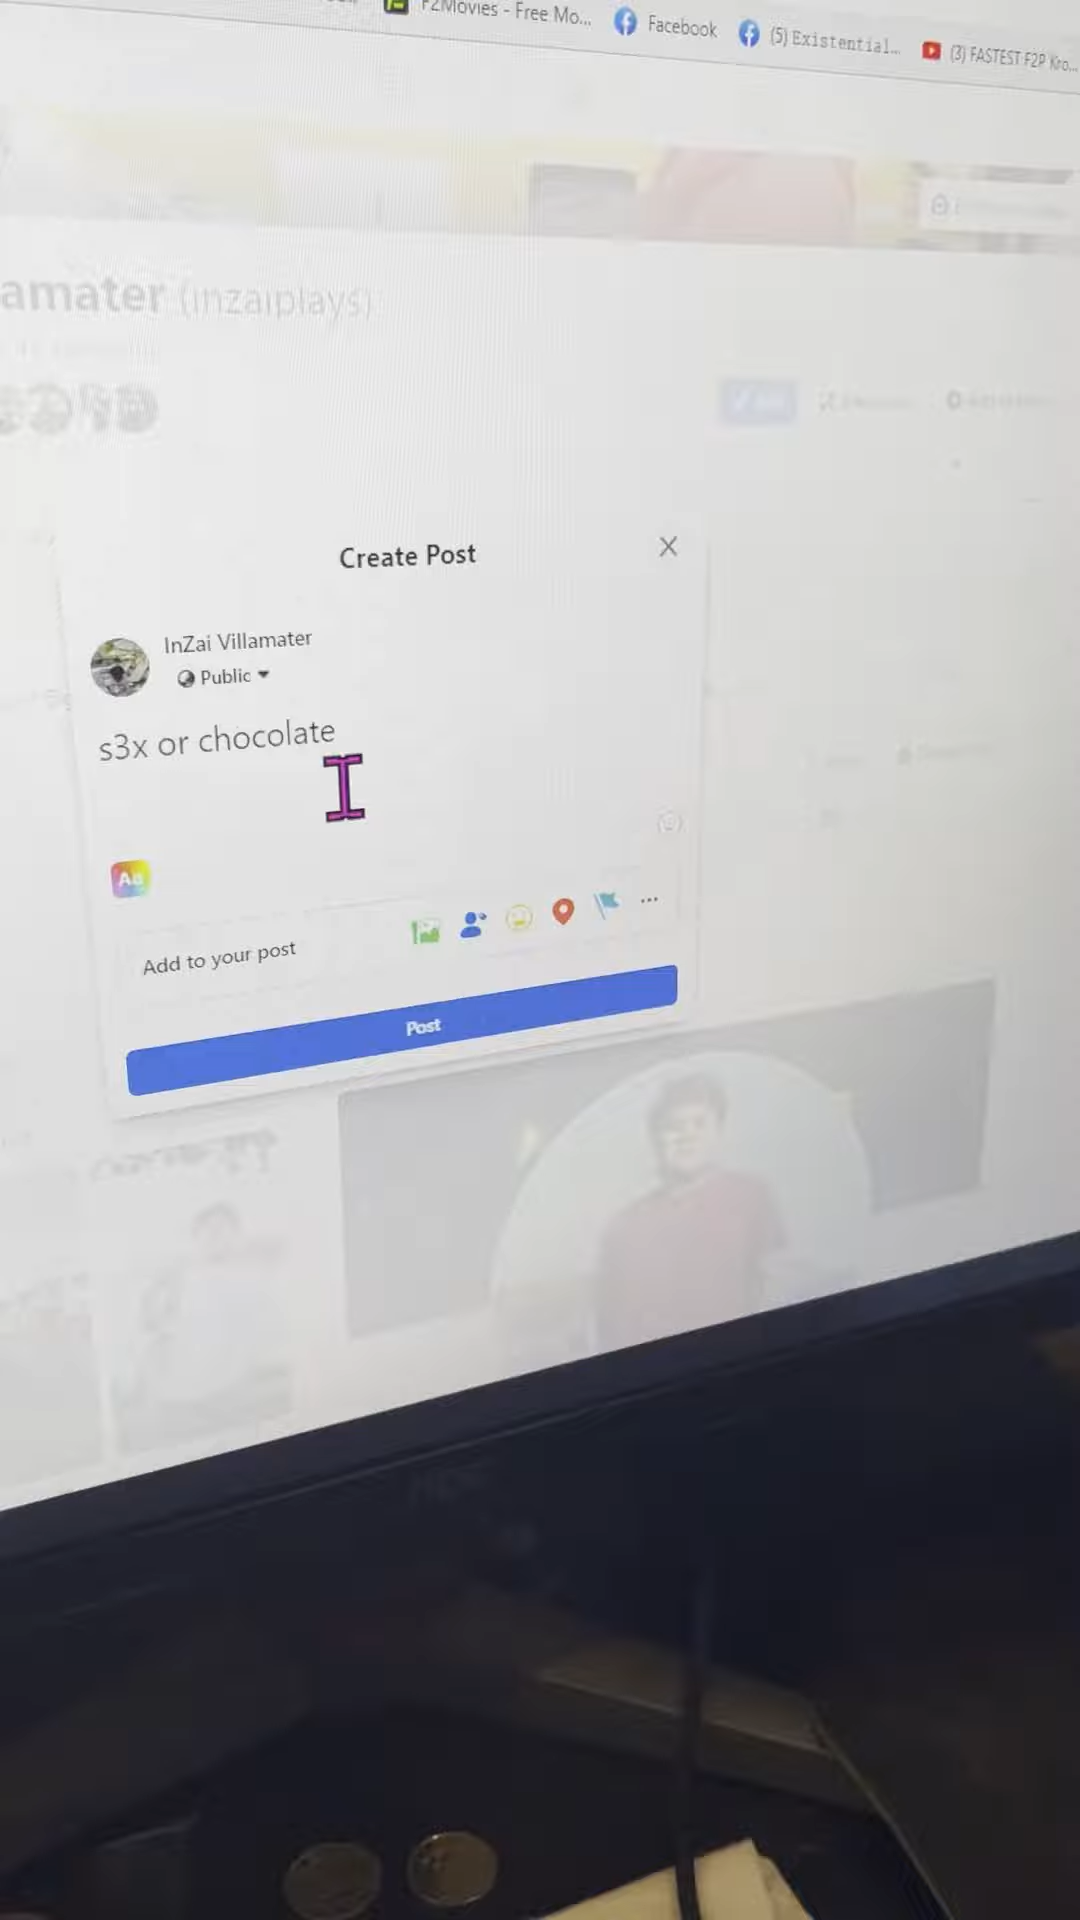 F2Movies - Free Mo... Facebook (5) Existential... (3) FASTEST F2P Kro...
amater (inzaiplays)
Create Post
InZai Villamater
Public
s3x or chocolate
Aa
Add to your post
Post